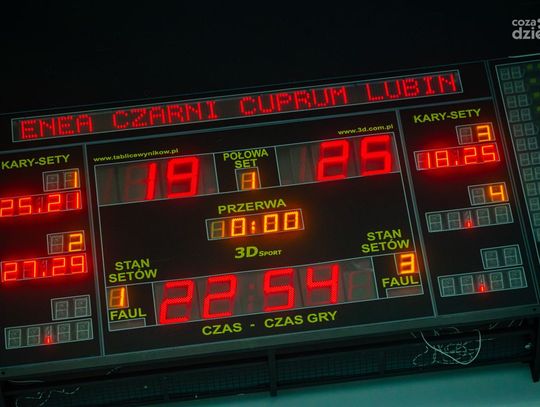 coza
dzie
ENEA CZARNI CUPRUM LUBIN
KARY-SETY
www.tablicewynikow.pl
POŁOWA
SET
www.3d.com.pl
KARY-SETY
19
1
25
1
25.21
3
18.25
PRZERWA
0:00
3D SPORT
2
27.29
4
STAN
SETÓW
1
FAUL
22:54
STAN
SETÓW
3
FAUL
CZAS - CZAS GRY